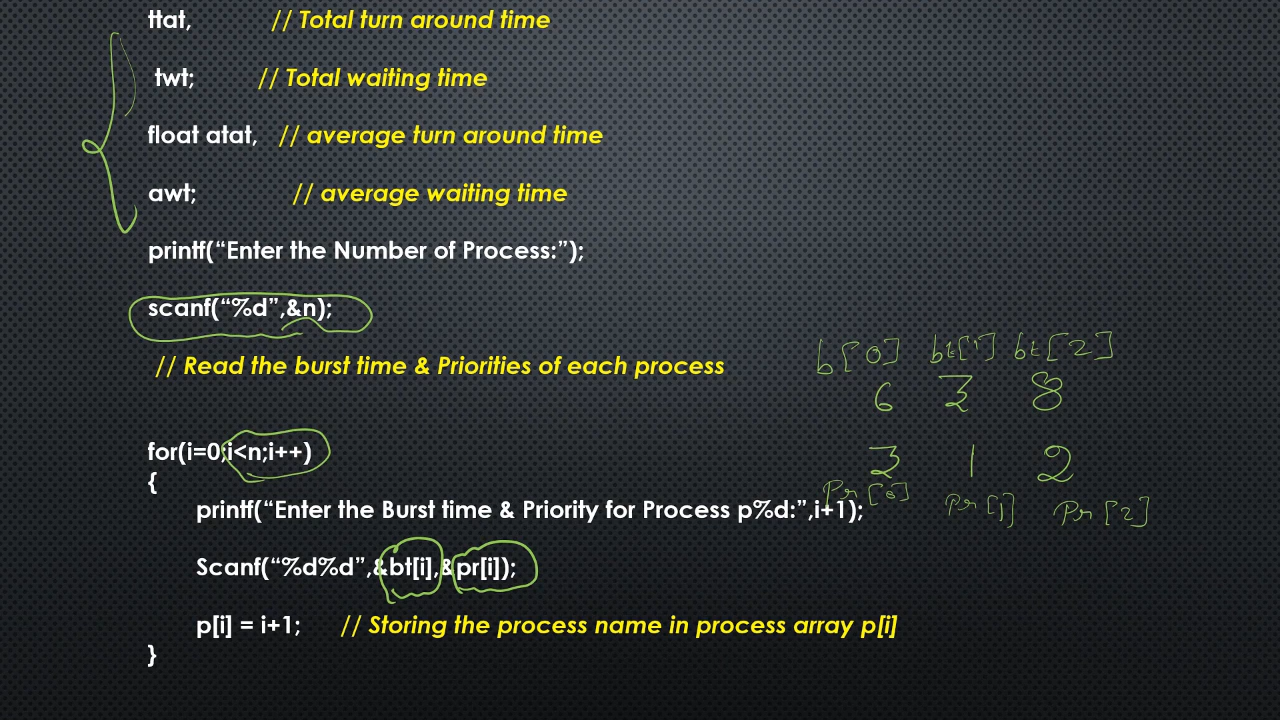 ttat, // Total turn around time
twt; // Total waiting time
float atat, // average turn around time
awt; // average waiting time
printf(“Enter the Number of Process:”);
scanf(“%d”,&n);
b[0] bt[1] bt[2]
// Read the burst time & Priorities of each process
6 3 8
for(i=0;i<n;i++)
3 1 2
{
Pr[0] Pr[1] Pr[2]
printf(“Enter the Burst time & Priority for Process p%d:”,i+1);
Scanf(“%d%d”,&bt[i],&pr[i]);
p[i] = i+1; // Storing the process name in process array p[i]
}